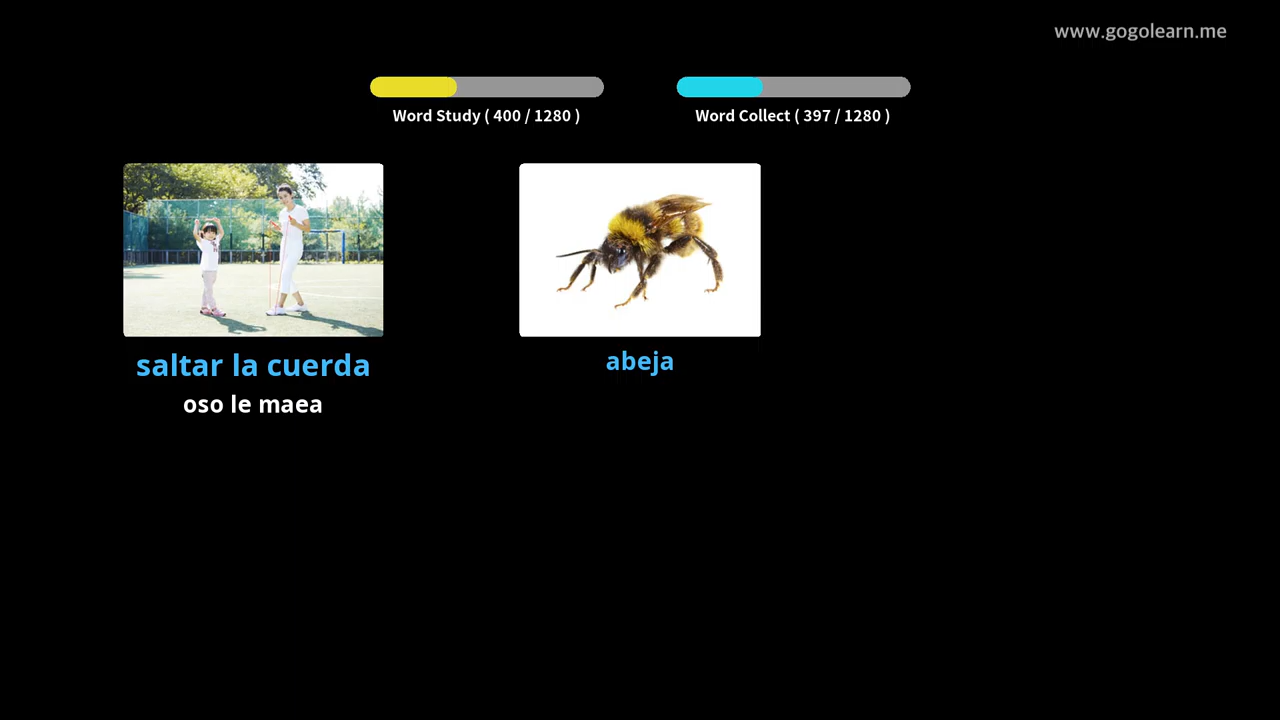 www.gogolearn.me
Word Study ( 400 / 1280 )
Word Collect ( 397 / 1280 )
saltar la cuerda
oso le maea
abeja